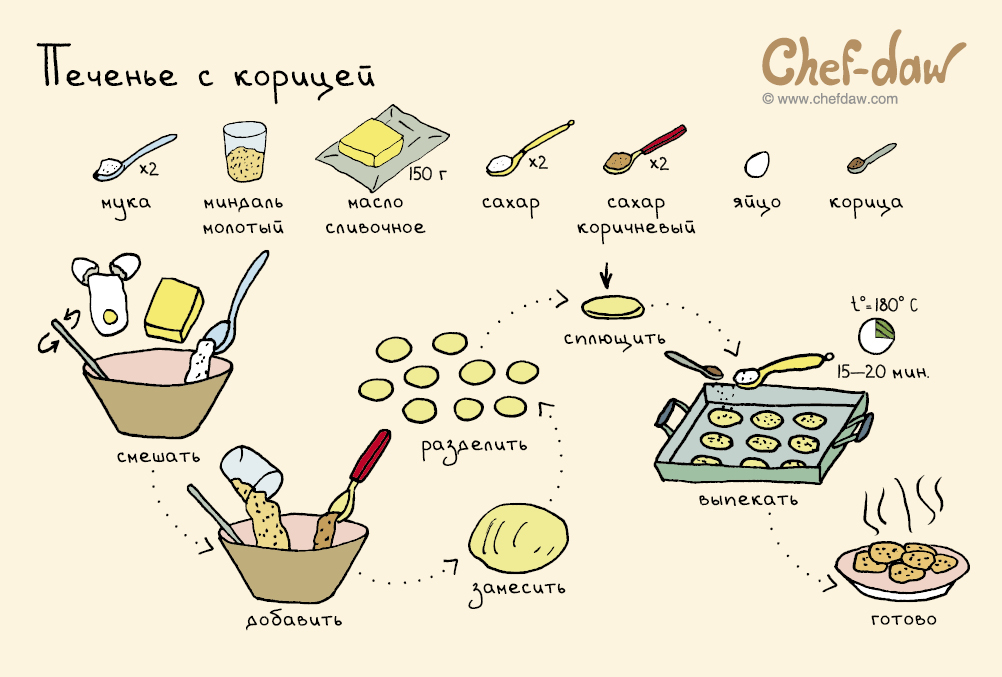 Печенье с корицей
Chef-daw
© www.chefdaw.com
x2
150 г
x2
x2
мука
миндаль
молотый
масло
сливочное
сахар
сахар
коричневый
яйцо
корица
сплющить
t°=180° C
15—20 мин.
смешать
разделить
выпекать
добавить
замесить
готово